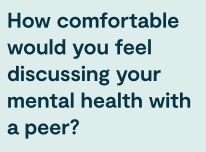 How comfortable
would you feel
discussing your
mental health with
a peer?